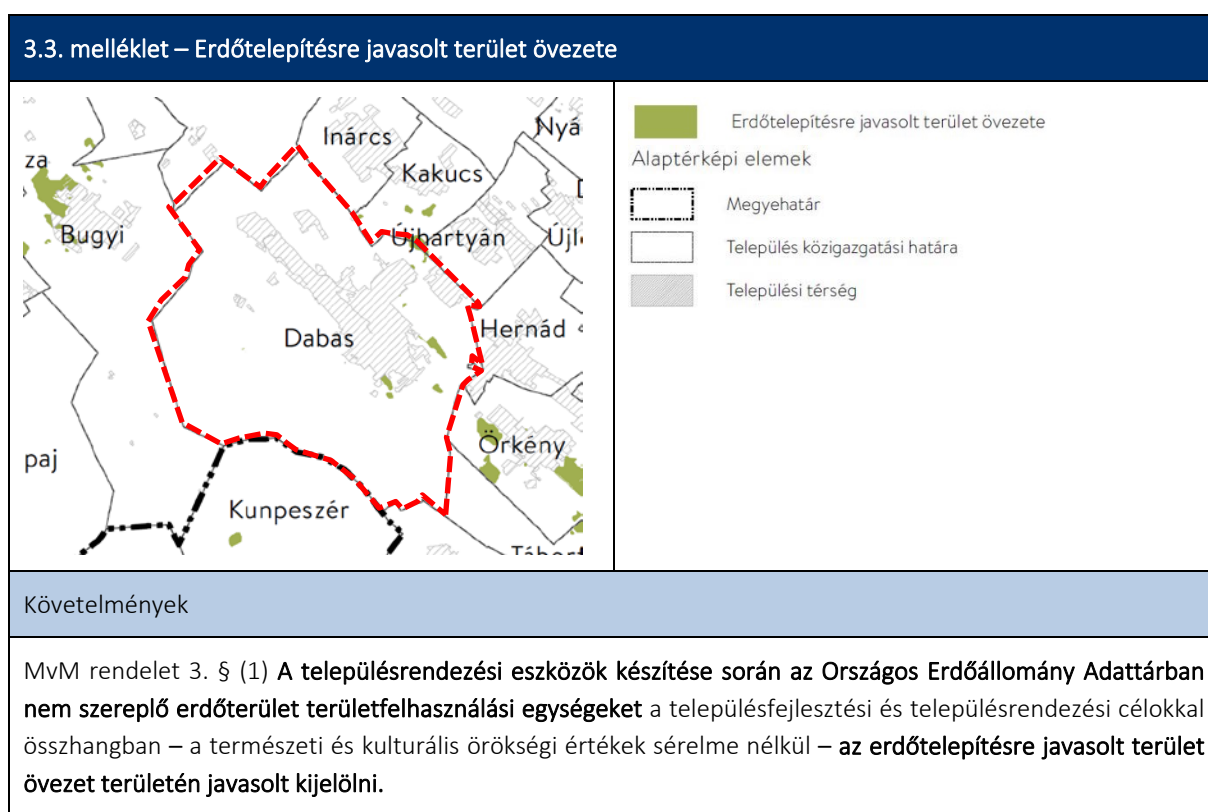 3.3. melléklet – Erdőtelepítésre javasolt terület övezete
Inárcs
Nyá
za
Kakucs
Bugyi
Újhartyán
Újl
Dabas
Hernád
Örkény
paj
Kunpeszér
Erdőtelepítésre javasolt terület övezete
Alaptérképi elemek
Megyehatár
Település közigazgatási határa
Települési térség
Követelmények
MvM rendelet 3. § (1) A településrendezési eszközök készítése során az Országos Erdőállomány Adattárban
nem szereplő erdőterület területfelhasználási egységeket a településfejlesztési és településrendezési célokkal
összhangban – a természeti és kulturális örökségi értékek sérelme nélkül – az erdőtelepítésre javasolt terület
övezet területén javasolt kijelölni.